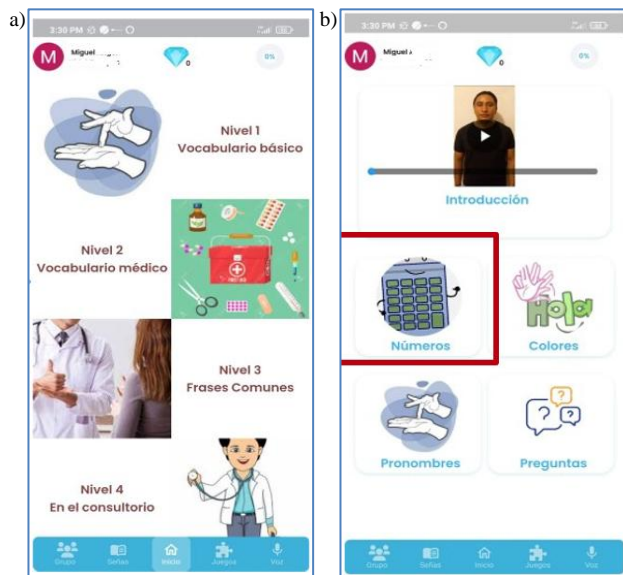 a)
3:30 PM
M
Miguel
0
0%
Nivel 1
Vocabulario básico
Nivel 2
Vocabulario médico
Nivel 3
Frases Comunes
Nivel 4
En el consultorio
Grupo Señas Inicio Juegos Voz
b)
3:30 PM
M
Miguel
0
0%
Introducción
Números
Hola
Colores
Pronombres
Preguntas
Grupo Señas Inicio Juegos Voz